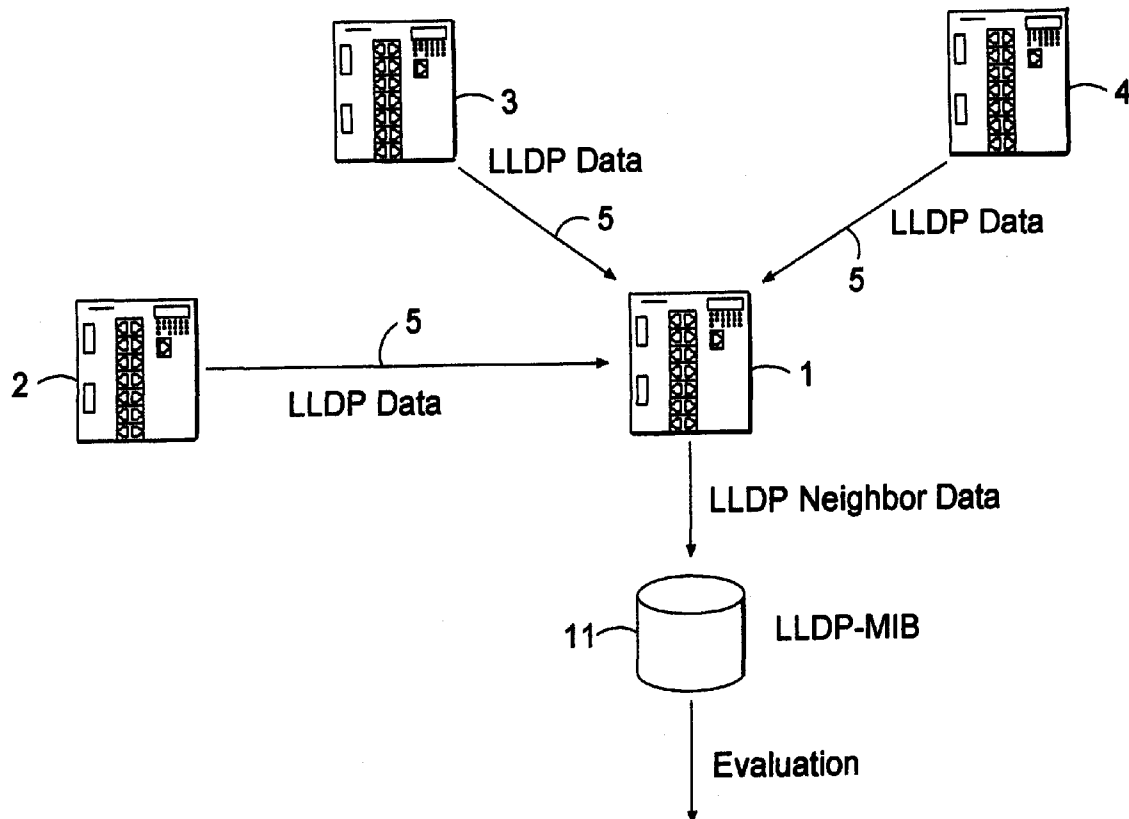 3
4
LLDP Data
5
LLDP Data
5
5
2
1
LLDP Data
LLDP Neighbor Data
11
LLDP-MIB
Evaluation